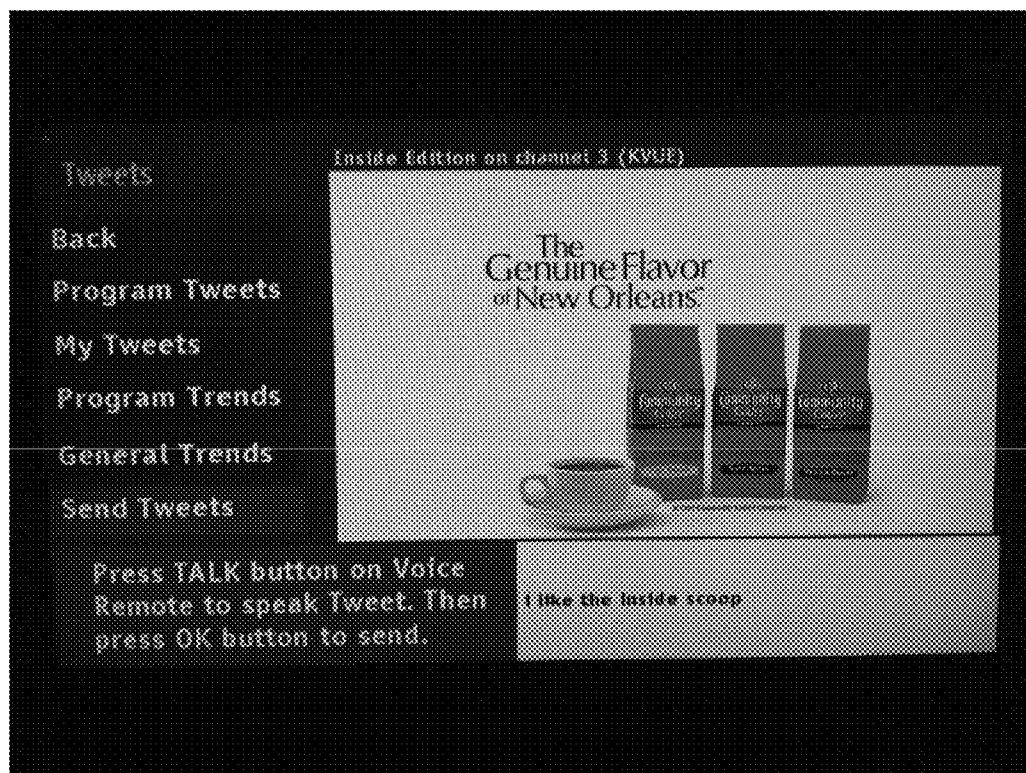 Tweets
Inside Edition on channel 3 (KVUE)
Back
Program Tweets
My Tweets
Program Trends
General Trends
Send Tweets
The
Genuine Flavor
of New Orleans.
Press TALK button on Voice
Remote to speak Tweet. Then
press OK button to send.
I like the inside scoop